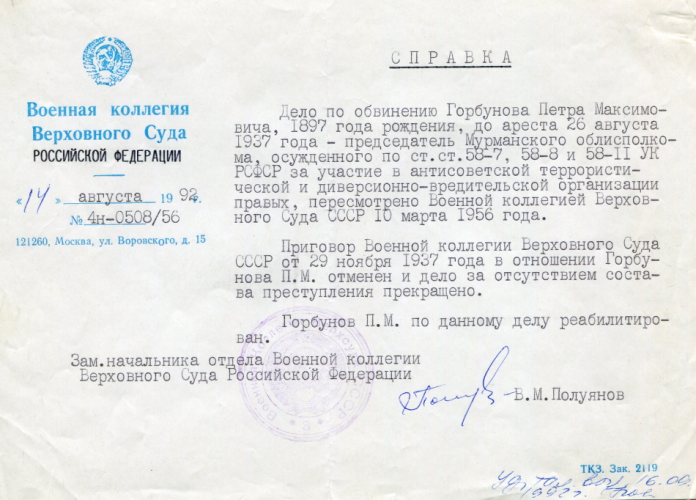 СПРАВКА
Военная коллегия
Верховного Суда
РОССИЙСКОЙ ФЕДЕРАЦИИ
«14» августа 1992г.
№ 4н-0508/56
121260, Москва, ул. Воровского, д. 15
Дело по обвинению Горбунова Петра Максимо-
вича, 1897 года рождения, до ареста 26 августа
1937 года - председатель Мурманского облисполко-
ма, осужденного по ст.ст.58-7, 58-8 и 58-II УК
РСФСР за участие в антисоветской террористи-
ческой и диверсионно-вредительской организации
правых, пересмотрено Военной коллегией Верхов-
ного Суда СССР 10 марта 1956 года.
Приговор Военной коллегии Верховного Суда
СССР от 29 ноября 1937 года в отношении Горбу-
нова П.М. отменен и дело за отсутствием соста-
ва преступления прекращено.
Горбунов П.М. по данному делу реабилитиро-
ван.
Зам.начальника отдела Военной коллегии
Верховного Суда Российской Федерации
В.М.Полуянов
ТКЗ. Зак. 2119